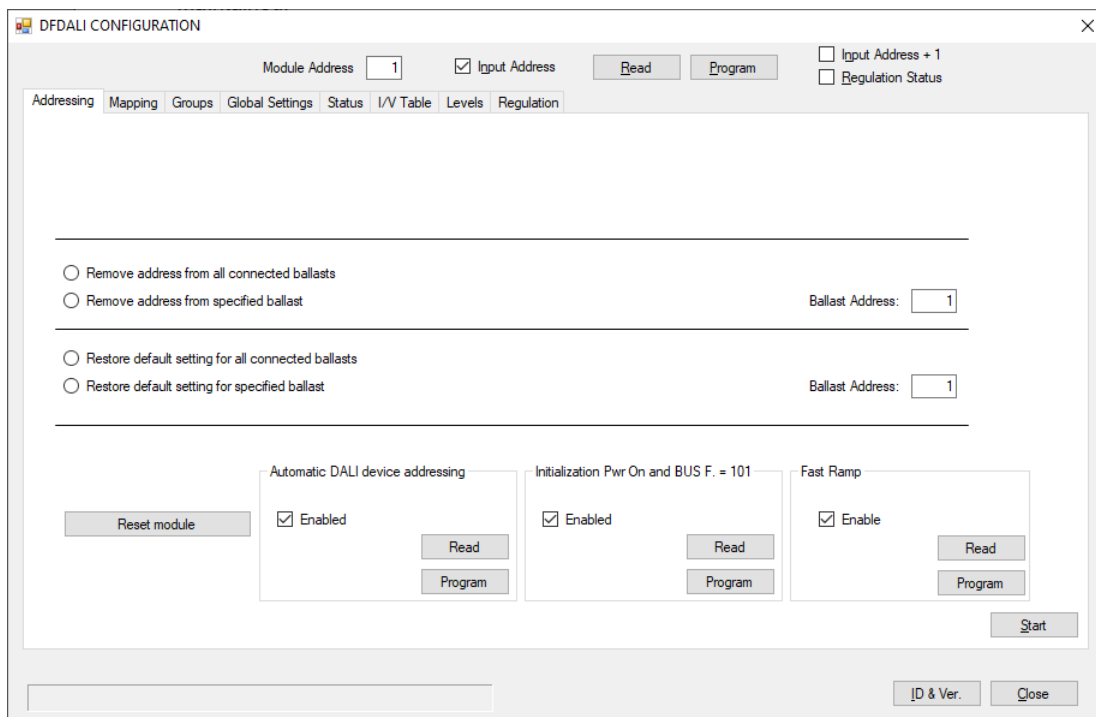 DFDALI CONFIGURATION
Module Address 1 Input Address Read Program Input Address + 1
Regulation Status
Addressing Mapping Groups Global Settings Status I/V Table Levels Regulation
Remove address from all connected ballasts
Remove address from specified ballast Ballast Address: 1
Restore default setting for all connected ballasts
Restore default setting for specified ballast Ballast Address: 1
Automatic DALI device addressing Initialization Pwr On and BUS F. = 101 Fast Ramp
Reset module Enabled Enabled Enable
Read Read Read
Program Program Program
Start
ID & Ver. Close